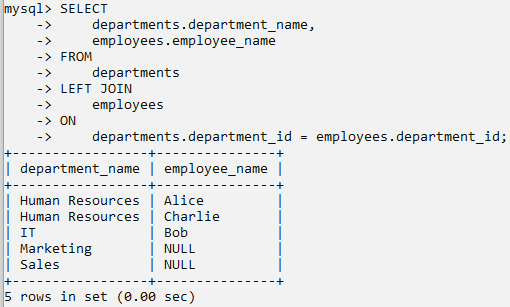 mysql> SELECT
    ->     departments.department_name,
    ->     employees.employee_name
    -> FROM
    ->     departments
    -> LEFT JOIN
    ->     employees
    -> ON
    ->     departments.department_id = employees.department_id;
+-----------------+---------------+
| department_name | employee_name |
+-----------------+---------------+
| Human Resources | Alice         |
| Human Resources | Charlie       |
| IT              | Bob           |
| Marketing       | NULL          |
| Sales           | NULL          |
+-----------------+---------------+
5 rows in set (0.00 sec)